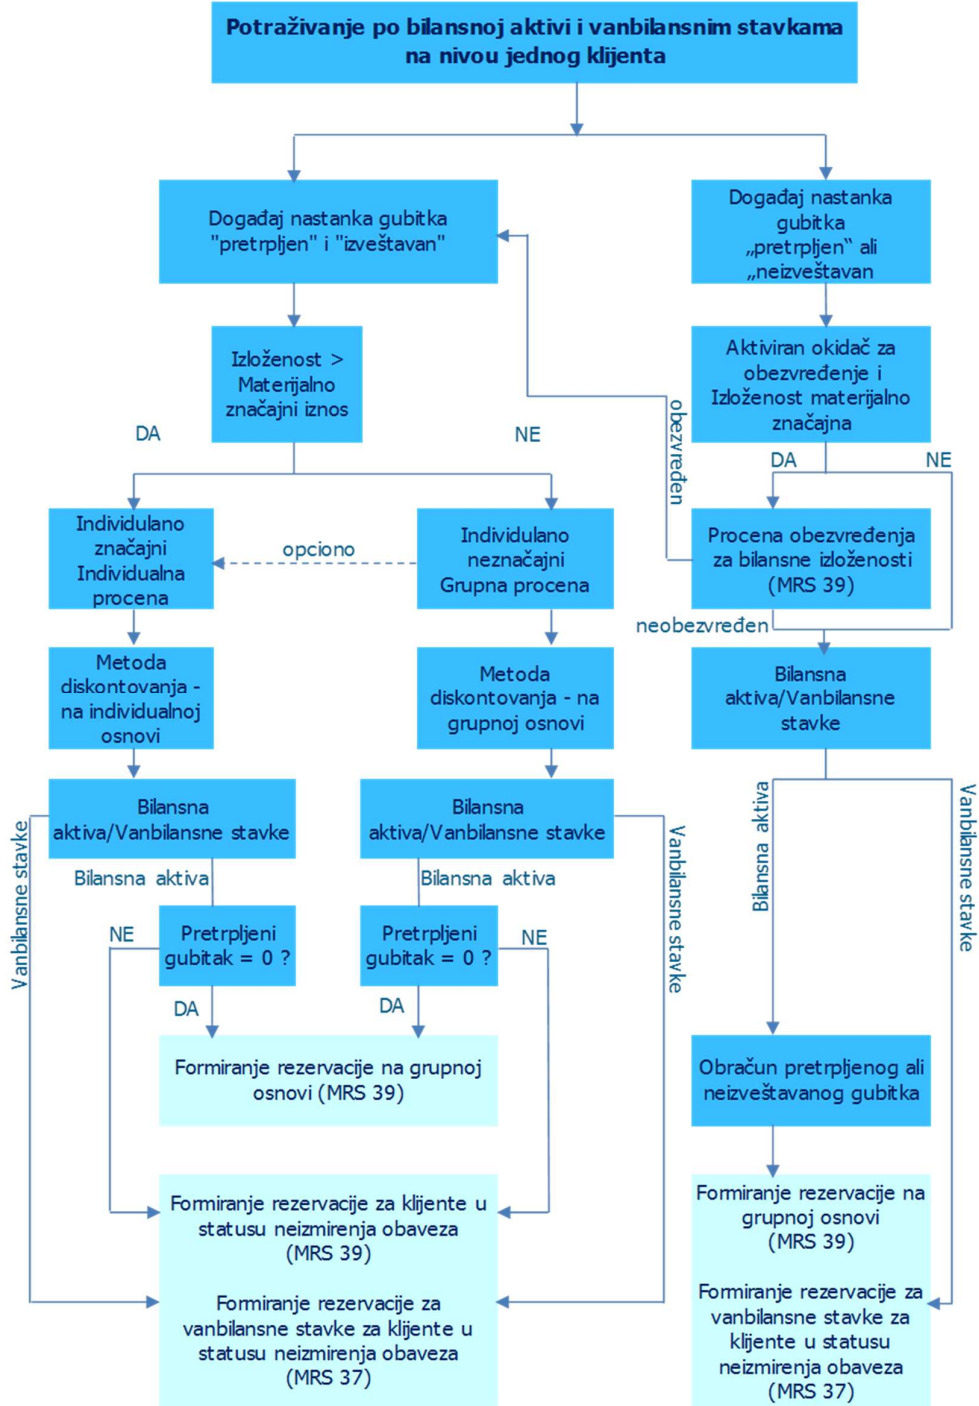 Potraživanje po bilansnoj aktivi i vanbilansnim stavkama
na nivou jednog klijenta
Događaj nastanka gubitka
"pretrpljen" i "izveštavan"
Događaj nastanka
gubitka
„pretrpljen“ ali
„neizveštavan
Izloženost >
Materijalno
značajni iznos
Aktiviran okidač za
obezvređenje i
Izloženost materijalno
značajna
DA
NE
obezvređen
DA
NE
Individulano
značajni
Individualna
procena
opciono
Individualno
neznačajni
Grupna procena
Procena obezvređenja
za bilansne izloženosti
(MRS 39)
neobezvređen
Metoda
diskontovanja -
na individualnoj
osnovi
Metoda
diskontovanja - na
grupnoj osnovi
Bilansna
aktiva/Vanbilansne
stavke
Bilansna
aktiva/Vanbilansne stavke
Bilansna
aktiva/Vanbilansne stavke
Vanbilansne stavke
Bilansna aktiva
Bilansna aktiva
Vanbilansne stavke
Bilansna aktiva
Vanbilansne stavke
NE
Pretrpljeni
gubitak = 0 ?
Pretrpljeni
gubitak = 0 ?
NE
DA
DA
Formiranje rezervacije na grupnoj
osnovi (MRS 39)
Obračun pretrpljenog ali
neizveštavanog gubitka
Formiranje rezervacije za klijente u
statusu neizmirenja obaveza
(MRS 39)
Formiranje rezervacije za
vanbilansne stavke za klijente u
statusu neizmirenja obaveza
(MRS 37)
Formiranje rezervacije na
grupnoj osnovi
(MRS 39)
Formiranje rezervacije za
vanbilansne stavke za
klijente u statusu
neizmirenja obaveza
(MRS 37)